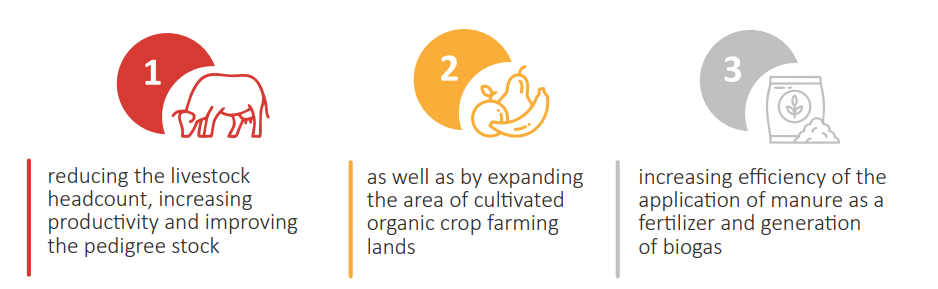 1
reducing the livestock
headcount, increasing
productivity and improving
the pedigree stock
2
as well as by expanding
the area of cultivated
organic crop farming
lands
3
increasing efficiency of the
application of manure as a
fertilizer and generation
of biogas